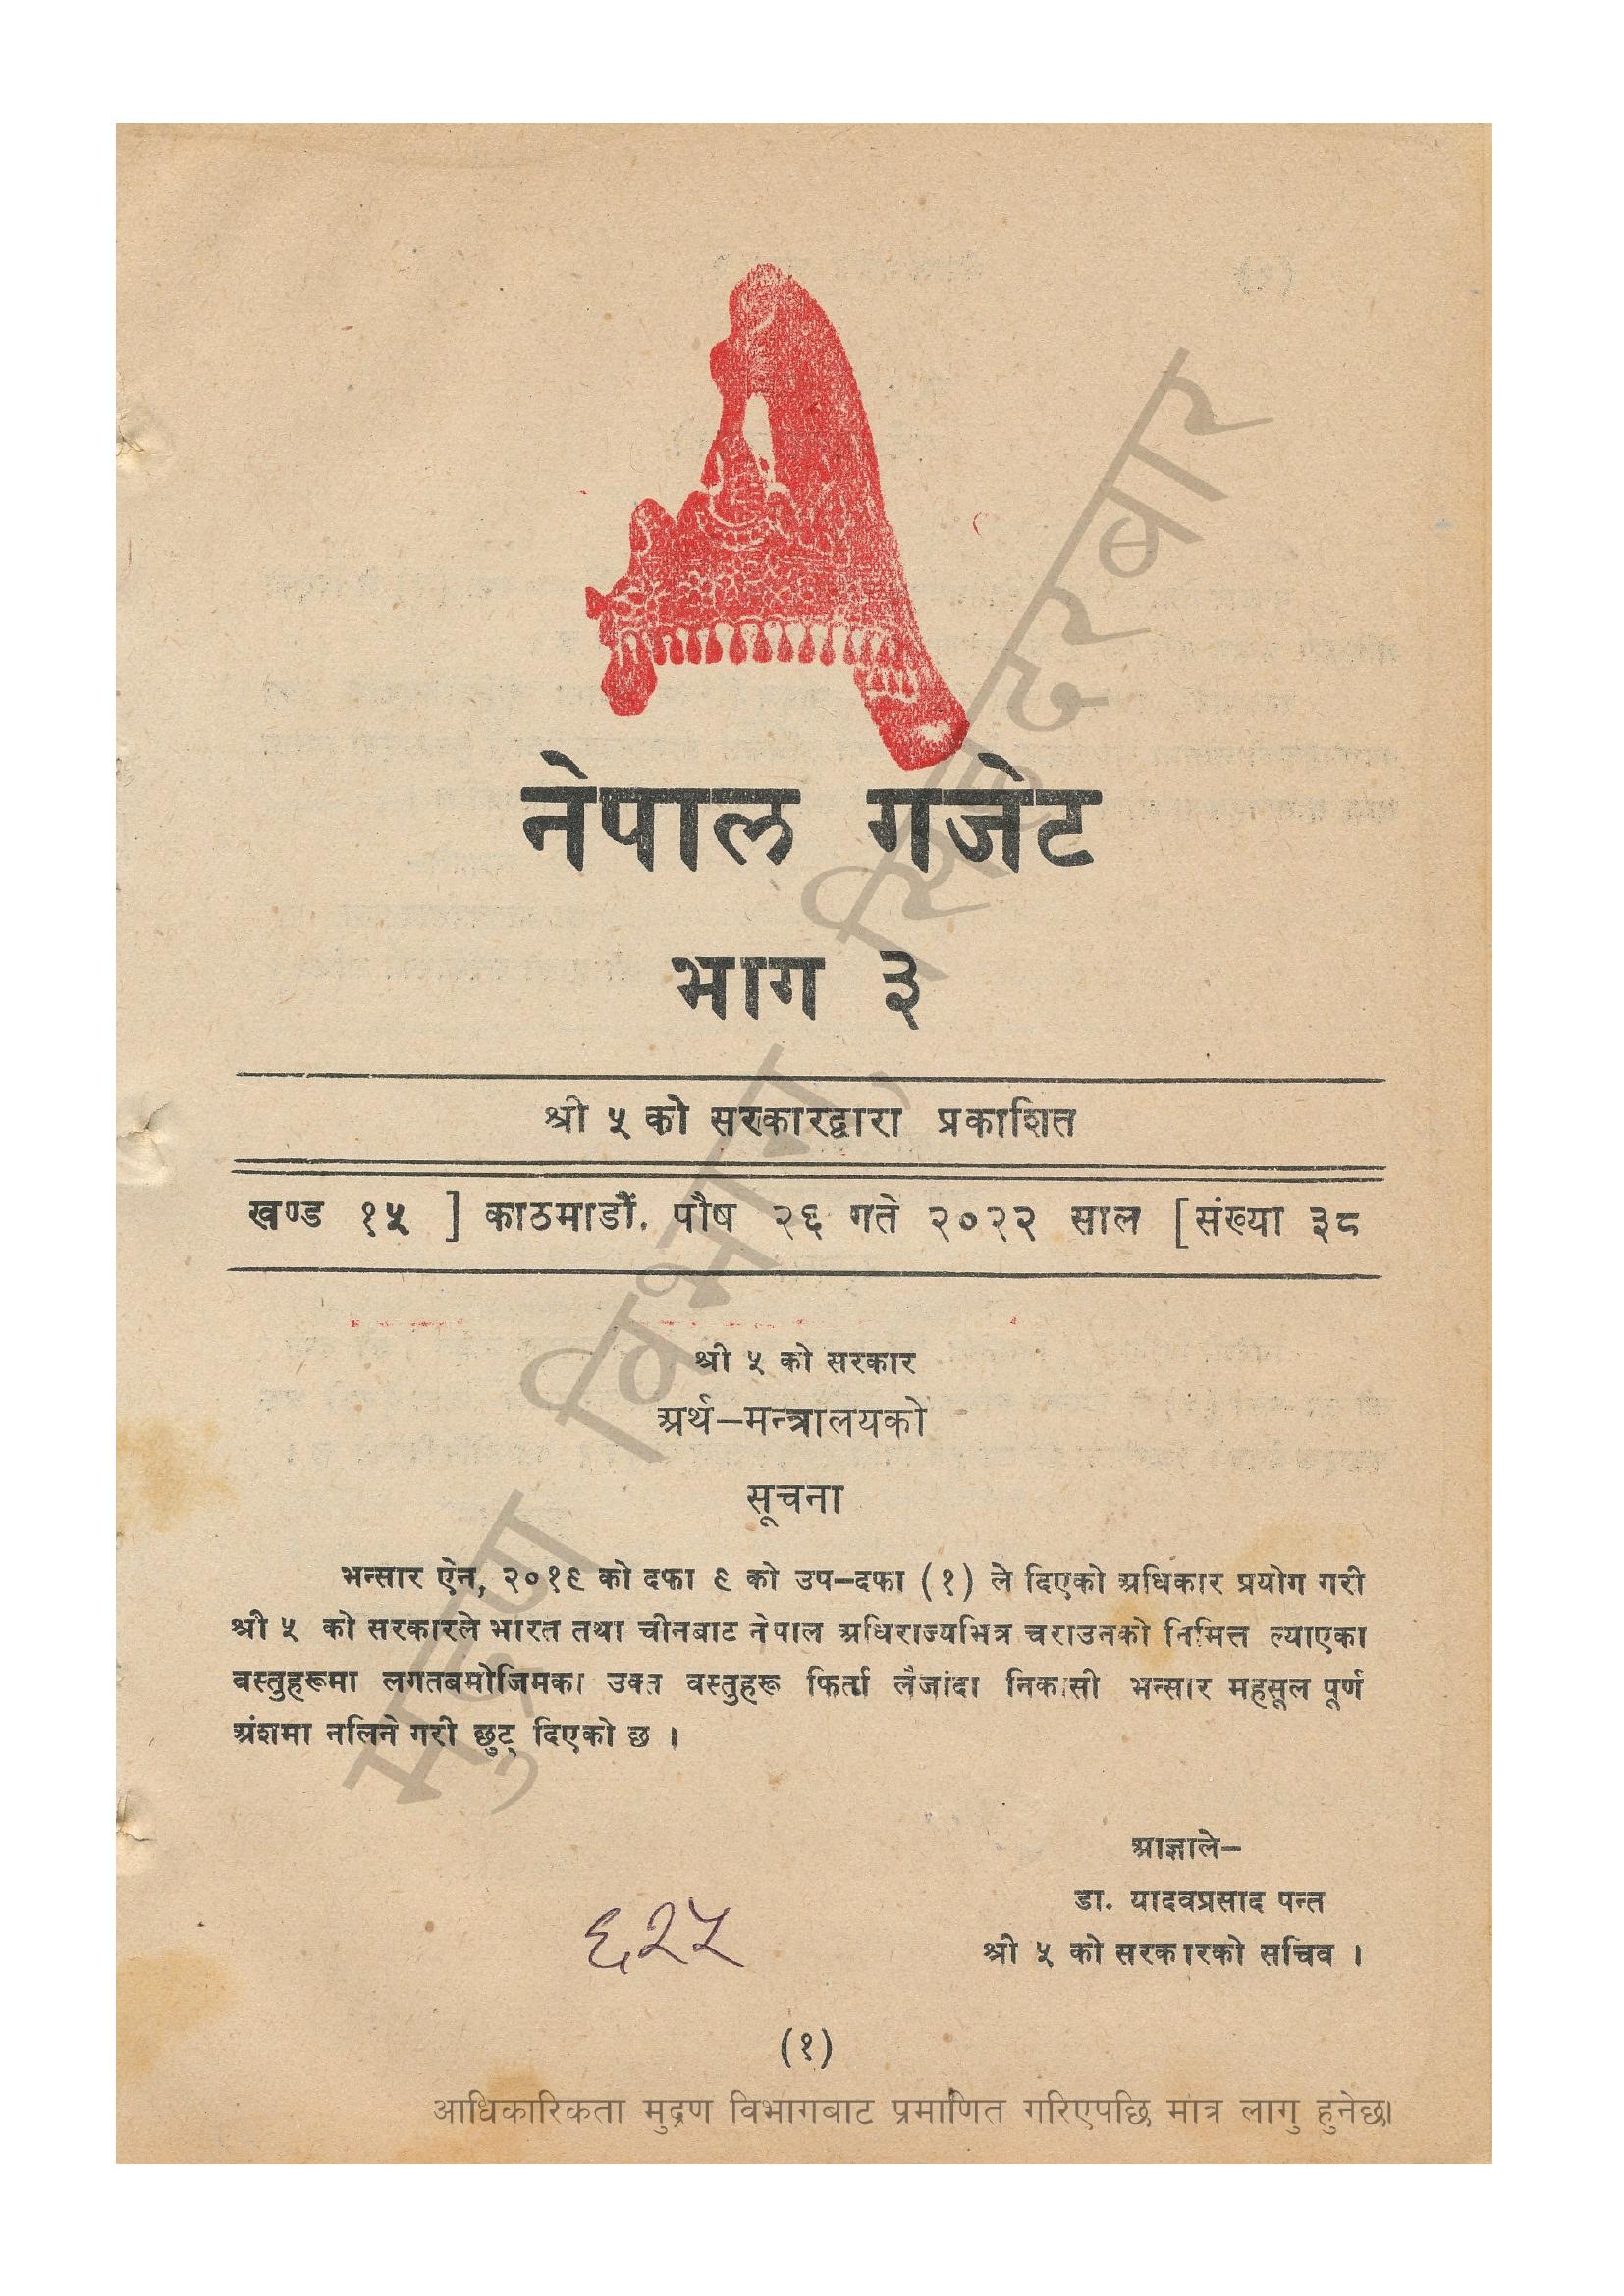 नेपाल गजेट
भाग ३
श्री ५ को सरकारद्वारा प्रकाशित
खण्ड १५ ] काठमाडौं. पौष २६ गते २०२२ साल [संख्या ३८
श्री ५ को सरकार
अर्थ–मन्त्रालयको
सूचना
भन्सार ऐन, २०१९ को दफा ९ को उप–दफा (१) ले दिएको अधिकार प्रयोग गरी
श्री ५ को सरकारले भारत तथा चीनबाट नेपाल अधिराज्यभित्र चराउनको निमित्त ल्याएका
वस्तुहरूमा लगतबमोजिमका उक्त वस्तुहरू फिर्ता लैजांदा निकासी भन्सार महसूल पूर्ण
अंशमा नलिने गरी छुट् दिएको छ ।
आज्ञाले–
डा. यादवप्रसाद पन्त
श्री ५ को सरकारको सचिव ।
६२५
(१)
आधिकारिकता मुद्रण विभागबाट प्रमाणित गरिएपछि मात्र लागु हुनेछ।
मुद्रण विभाग, सिंहदरवार